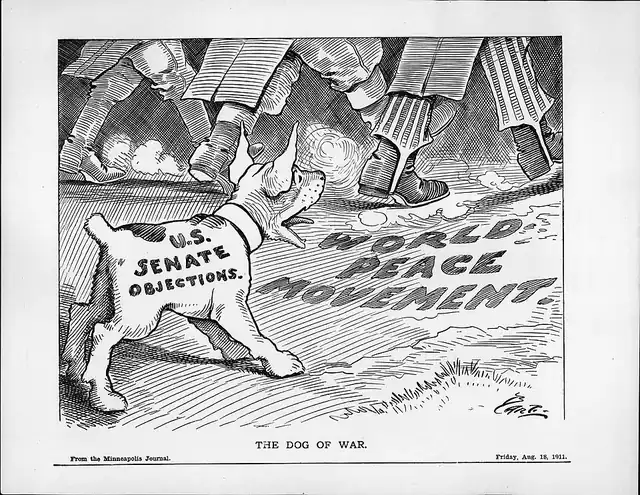 U.S.
SENATE
OBJECTIONS.
WORLD
PEACE
MOVEMENT.
THE DOG OF WAR.
From the Minneapolis Journal.
Friday, Aug. 18, 1911.